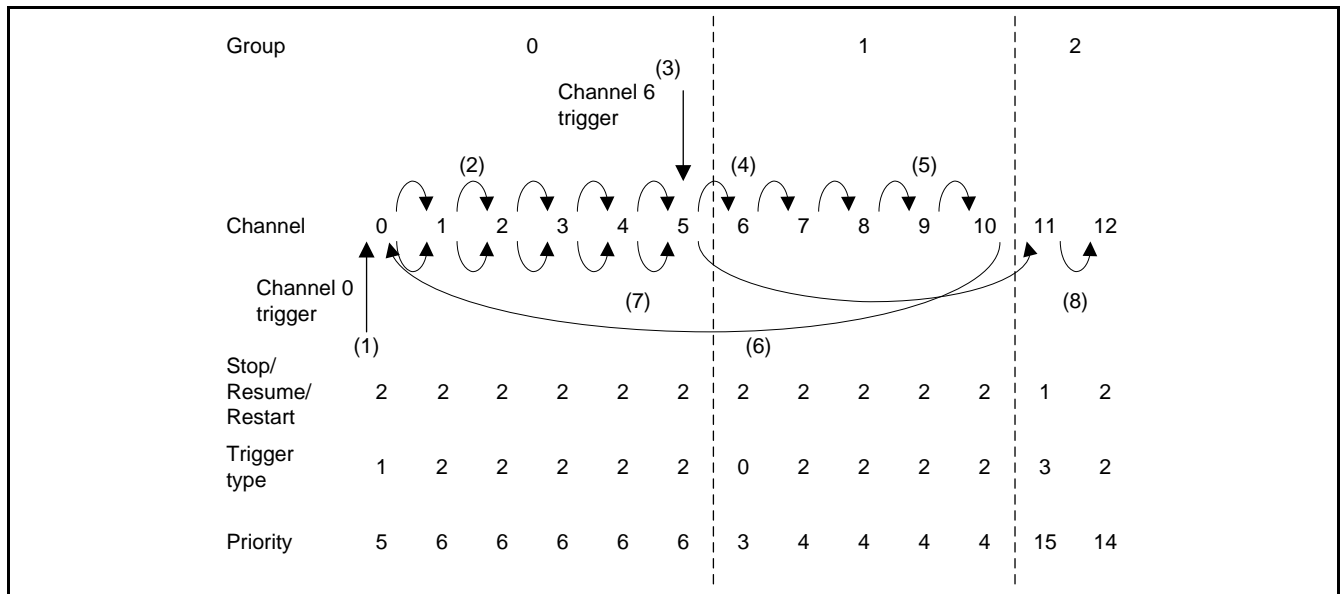 Group 0 1 2
(3)
Channel 6
trigger
(2) (4) (5)
Channel 0 1 2 3 4 5 6 7 8 9 10 11 12
Channel 0
trigger
(7) (8)
(1) (6)
Stop/
Resume/ 2 2 2 2 2 2 2 2 2 2 2 1 2
Restart
Trigger
type 1 2 2 2 2 2 0 2 2 2 2 3 2
Priority 5 6 6 6 6 6 3 4 4 4 4 15 14